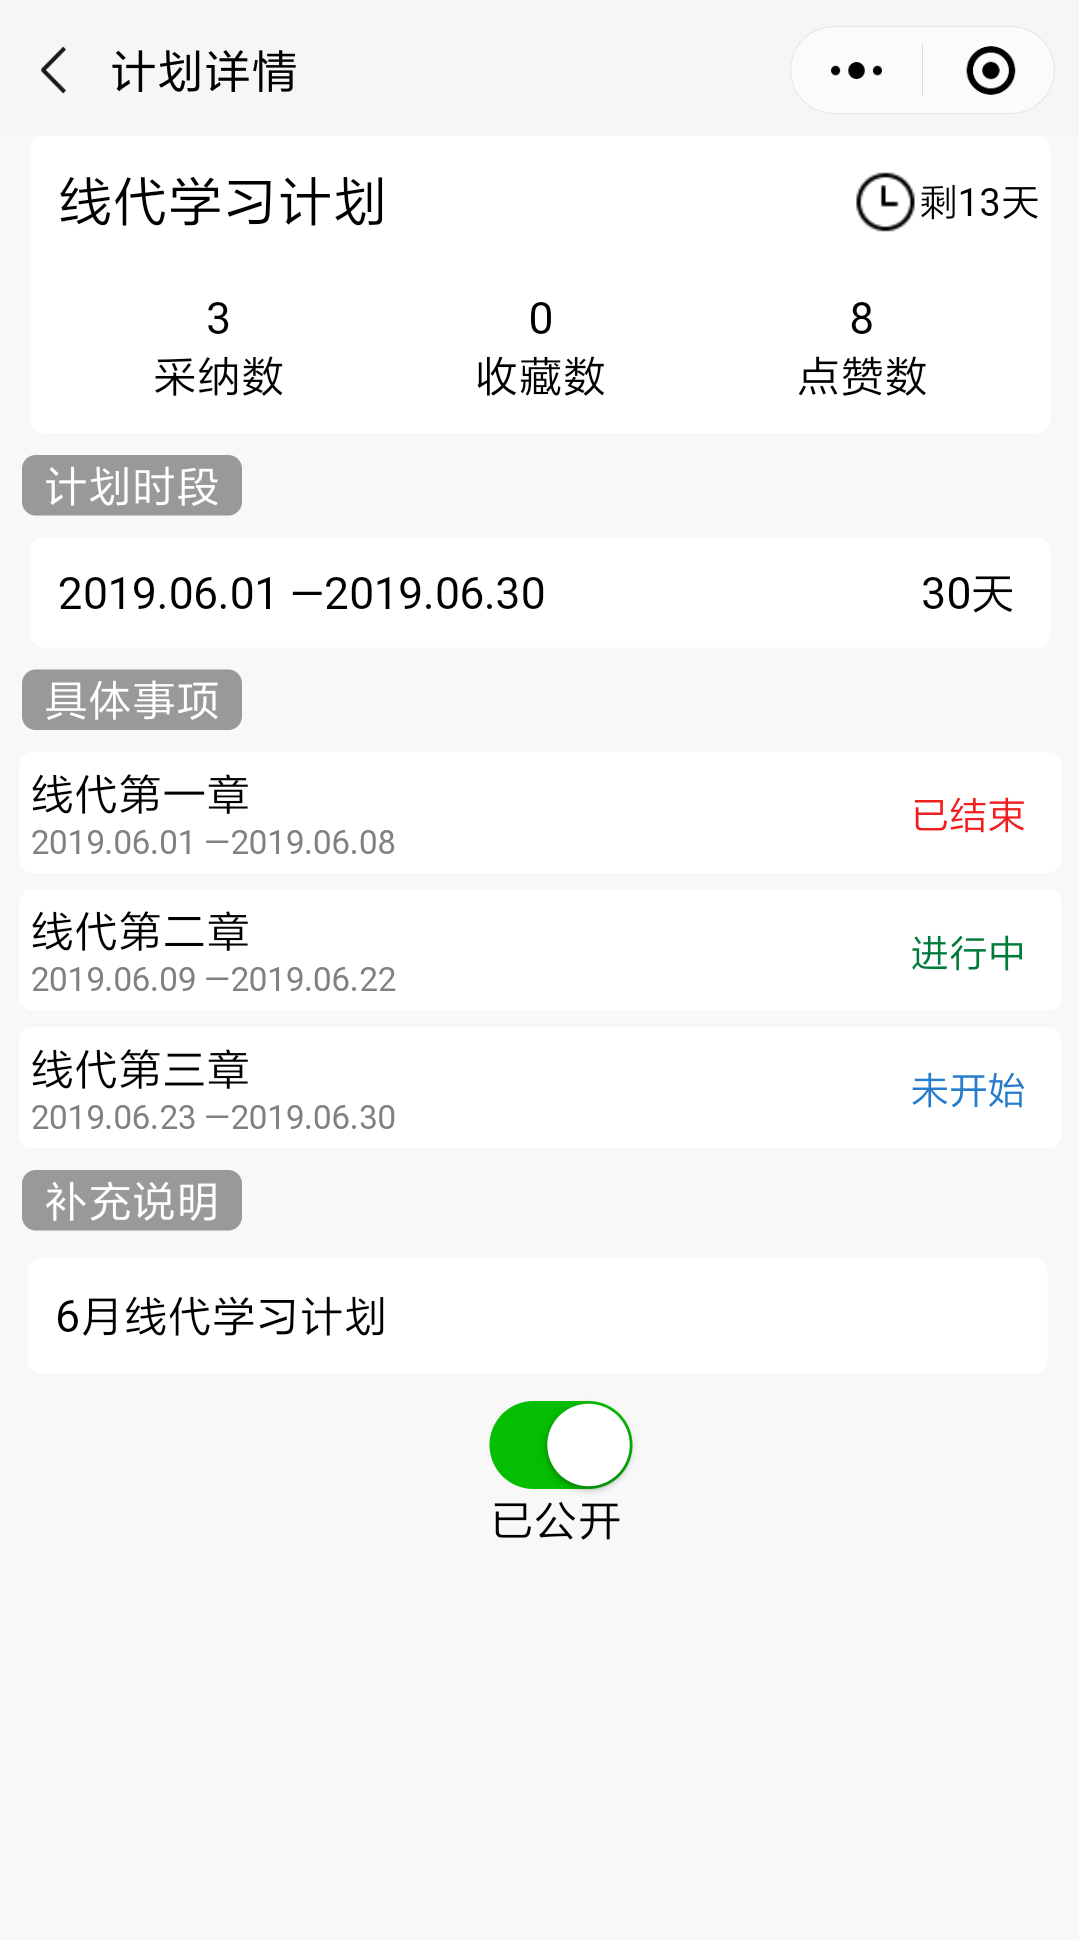 计划详情
线代学习计划
剩13天
3 0 8
采纳数 收藏数 点赞数
计划时段
2019.06.01 —2019.06.30 30天
具体事项
线代第一章
2019.06.01 —2019.06.08
已结束
线代第二章
2019.06.09 —2019.06.22
进行中
线代第三章
2019.06.23 —2019.06.30
未开始
补充说明
6月线代学习计划
已公开